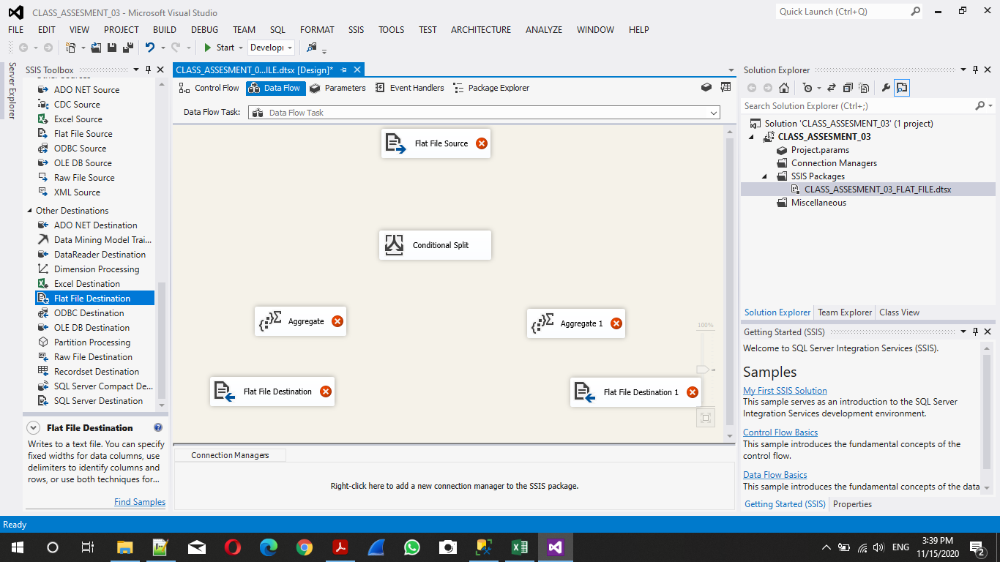 CLASS_ASSESMENT_03 - Microsoft Visual Studio
Quick Launch (Ctrl+Q)
FILE EDIT VIEW PROJECT BUILD DEBUG TEAM SQL FORMAT SSIS TOOLS TEST ARCHITECTURE ANALYZE WINDOW HELP
Start
Server Explorer
SSIS Toolbox
ADO NET Source
CDC Source
Excel Source
Flat File Source
ODBC Source
OLE DB Source
Raw File Source
XML Source
Other Destinations
ADO NET Destination
Data Mining Model Trai...
DataReader Destination
Dimension Processing
Excel Destination
Flat File Destination
ODBC Destination
OLE DB Destination
Partition Processing
Raw File Destination
Recordset Destination
SQL Server Compact De...
SQL Server Destination
Flat File Destination
Writes to a text file. You can specify
fixed widths for data columns, use
delimiters to identify columns and
rows, or use both techniques for...
Find Samples
CLASS_ASSESMENT_0...ILE.dtsx [Design]*
Control Flow
Data Flow
Parameters
Event Handlers
Package Explorer
Data Flow Task:
Data Flow Task
Flat File Source
Conditional Split
Aggregate
Aggregate 1
Flat File Destination
Flat File Destination 1
100%
Connection Managers
Right-click here to add a new connection manager to the SSIS package.
Solution Explorer
Search Solution Explorer (Ctrl+;)
Solution 'CLASS_ASSESMENT_03' (1 project)
CLASS_ASSESMENT_03
Project.params
Connection Managers
SSIS Packages
CLASS_ASSESMENT_03_FLAT_FILE.dtsx
Miscellaneous
Solution Explorer
Team Explorer
Class View
Getting Started (SSIS)
Welcome to SQL Server Integration Services (SSIS).
Samples
My First SSIS Solution
This sample serves as an introduction to the SQL Server
Integration Services development environment.
Control Flow Basics
This sample introduces the fundamental concepts of the
control flow.
Data Flow Basics
This sample introduces the fundamental concepts of the data
Getting Started (SSIS)
Properties
Ready
ENG
3:39 PM
11/15/2020
2